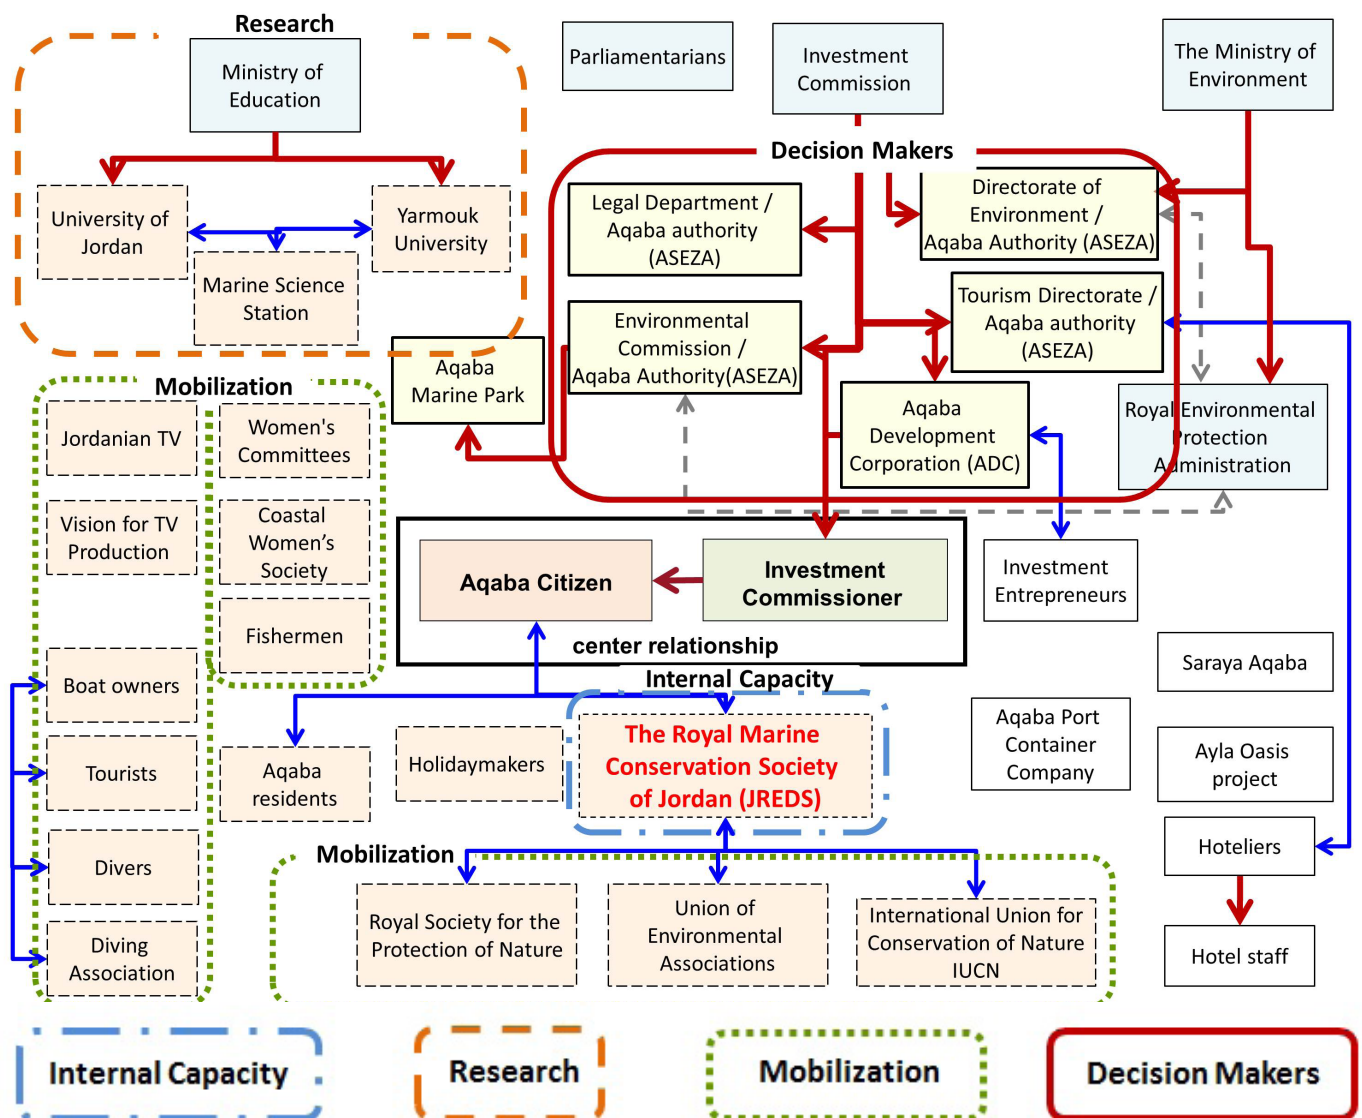 Research
Ministry of
Education
University of
Jordan
Yarmouk
University
Marine Science
Station
Parliamentarians
Investment
Commission
The Ministry of
Environment
Decision Makers
Legal Department /
Aqaba authority
(ASEZA)
Directorate of
Environment /
Aqaba Authority (ASEZA)
Environmental
Commission /
Aqaba Authority(ASEZA)
Tourism Directorate /
Aqaba authority
(ASEZA)
Aqaba
Marine Park
Aqaba
Development
Corporation (ADC)
Royal Environmental
Protection
Administration
Mobilization
Jordanian TV
Women's
Committees
Vision for TV
Production
Coastal
Women’s
Society
Fishermen
Boat owners
Tourists
Divers
Diving
Association
Aqaba Citizen
Investment
Commissioner
center relationship
Investment
Entrepreneurs
Internal Capacity
The Royal Marine
Conservation Society
of Jordan (JREDS)
Aqaba
residents
Holidaymakers
Aqaba Port
Container
Company
Saraya Aqaba
Ayla Oasis
project
Hoteliers
Hotel staff
Mobilization
Royal Society for the
Protection of Nature
Union of
Environmental
Associations
International Union for
Conservation of Nature
IUCN
Internal Capacity
Research
Mobilization
Decision Makers